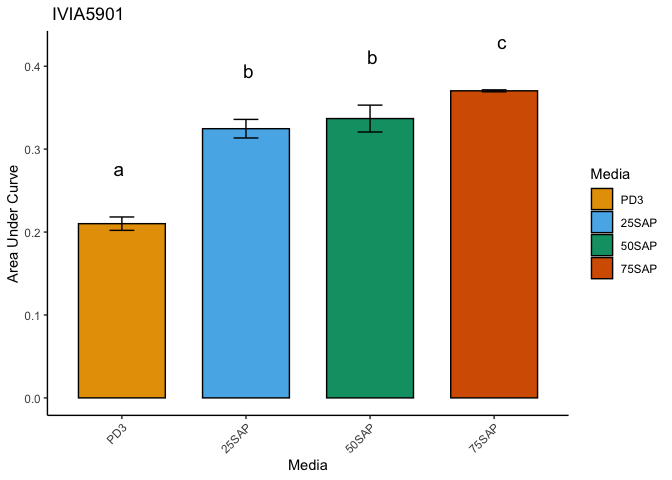 IVIA5901
Area Under Curve
0.4
0.3
0.2
0.1
0.0
a
b
b
c
PD3
25SAP
50SAP
75SAP
Media
Media
PD3
25SAP
50SAP
75SAP